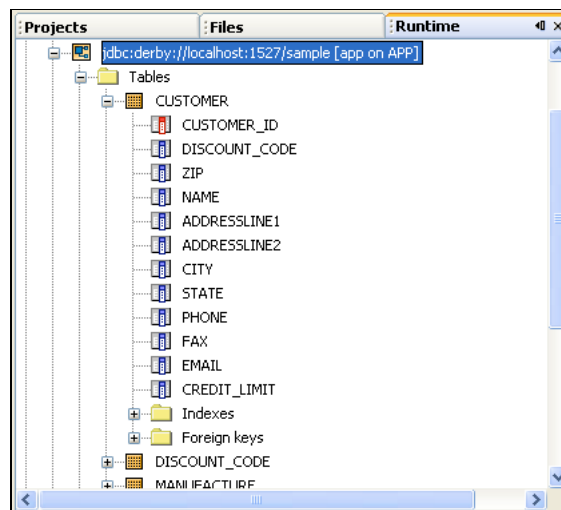 Projects Files Runtime
jdbc:derby://localhost:1527/sample [app on APP]
Tables
CUSTOMER
CUSTOMER_ID
DISCOUNT_CODE
ZIP
NAME
ADDRESSLINE1
ADDRESSLINE2
CITY
STATE
PHONE
FAX
EMAIL
CREDIT_LIMIT
Indexes
Foreign keys
DISCOUNT_CODE
MANUFACTURE